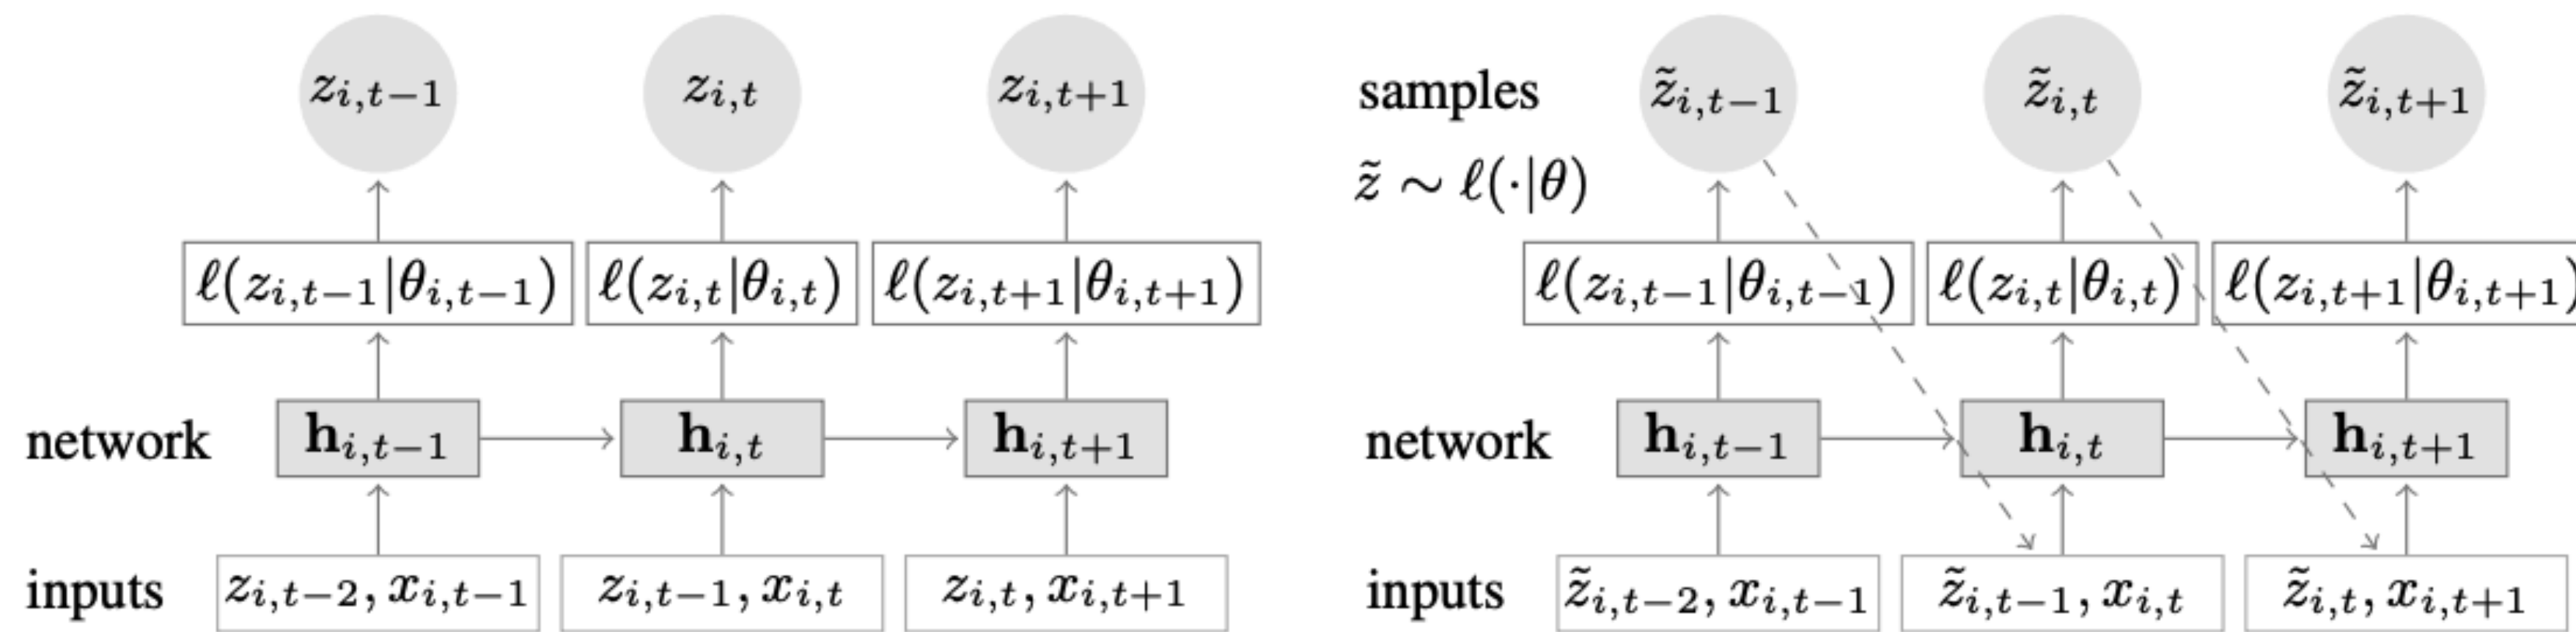 z_{i,t−1} z_{i,t} z_{i,t+1}
ℓ(z_{i,t−1}|θ_{i,t−1}) ℓ(z_{i,t}|θ_{i,t}) ℓ(z_{i,t+1}|θ_{i,t+1})
network h_{i,t−1} h_{i,t} h_{i,t+1}
inputs z_{i,t−2}, x_{i,t−1} z_{i,t−1}, x_{i,t} z_{i,t}, x_{i,t+1}
samples z̃_{i,t−1} z̃_{i,t} z̃_{i,t+1}
z̃ ∼ ℓ(·|θ)
ℓ(z_{i,t−1}|θ_{i,t−1}) ℓ(z_{i,t}|θ_{i,t}) ℓ(z_{i,t+1}|θ_{i,t+1})
network h_{i,t−1} h_{i,t} h_{i,t+1}
inputs z̃_{i,t−2}, x_{i,t−1} z̃_{i,t−1}, x_{i,t} z̃_{i,t}, x_{i,t+1}